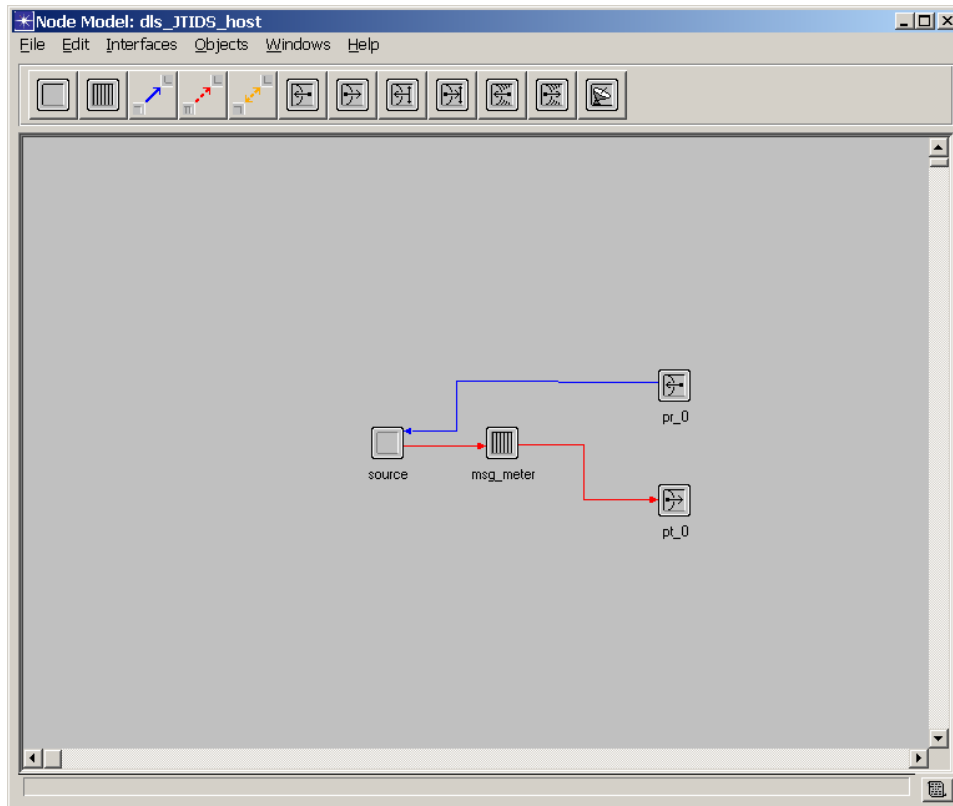 Node Model: dls_JTIDS_host
File Edit Interfaces Objects Windows Help
pr_0
source
msg_meter
pt_0